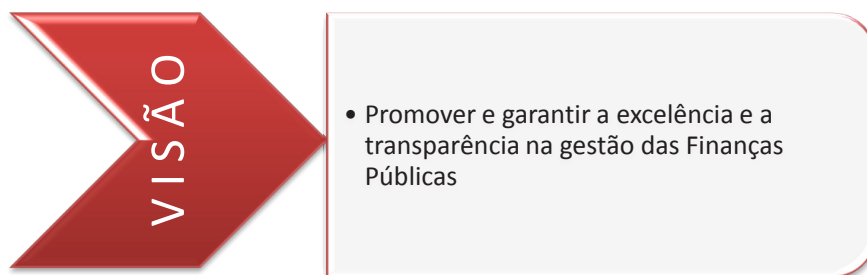 VISÃO
• Promover e garantir a excelência e a
transparência na gestão das Finanças
Públicas